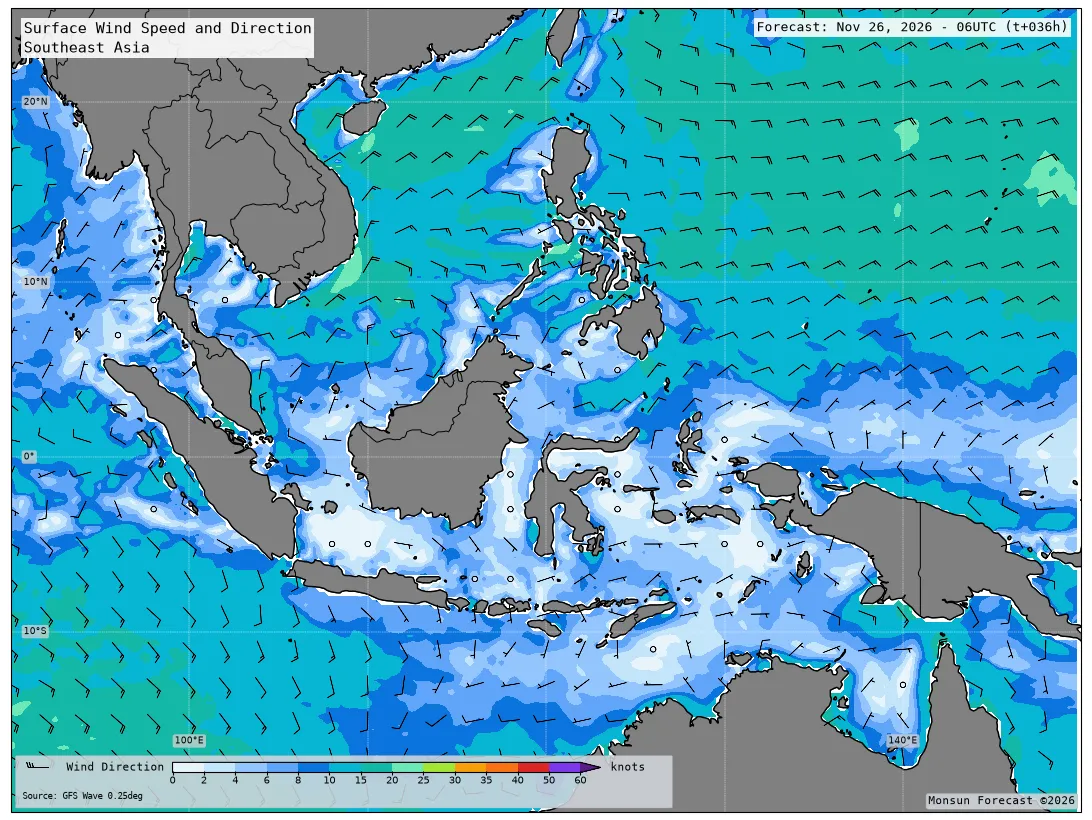 Surface Wind Speed and Direction
Southeast Asia
Forecast: Nov 26, 2026 - 06UTC (t+036h)
20°N
10°N
0°
10°S
100°E
140°E
Wind Direction
0 2 4 6 8 10 15 20 25 30 35 40 50 60
knots
Source: GFS Wave 0.25deg
Monsun Forecast ©2026